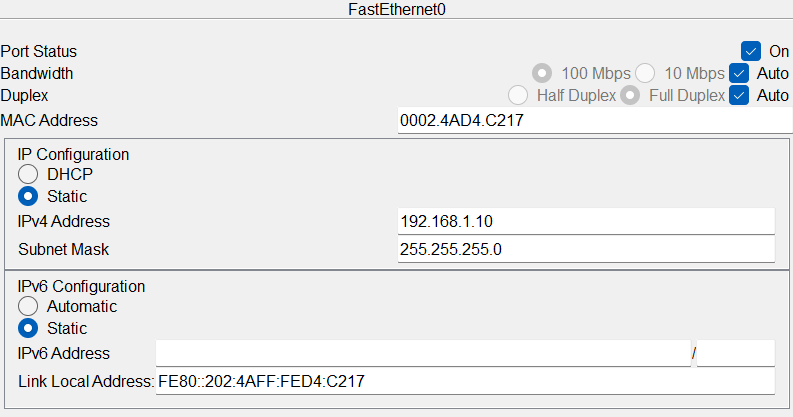 FastEthernet0
Port Status On
Bandwidth 100 Mbps 10 Mbps Auto
Duplex Half Duplex Full Duplex Auto
MAC Address 0002.4AD4.C217
IP Configuration
DHCP
Static
IPv4 Address 192.168.1.10
Subnet Mask 255.255.255.0
IPv6 Configuration
Automatic
Static
IPv6 Address /
Link Local Address: FE80::202:4AFF:FED4:C217